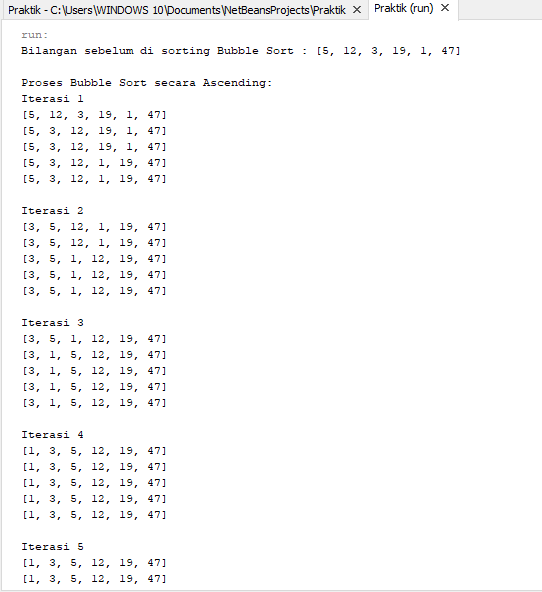 Praktik - C:\Users\WINDOWS 10\Documents\NetBeansProjects\Praktik × Praktik (run) ×
run:
Bilangan sebelum di sorting Bubble Sort : [5, 12, 3, 19, 1, 47]
Proses Bubble Sort secara Ascending:
Iterasi 1
[5, 12, 3, 19, 1, 47]
[5, 3, 12, 19, 1, 47]
[5, 3, 12, 19, 1, 47]
[5, 3, 12, 1, 19, 47]
[5, 3, 12, 1, 19, 47]
Iterasi 2
[3, 5, 12, 1, 19, 47]
[3, 5, 12, 1, 19, 47]
[3, 5, 1, 12, 19, 47]
[3, 5, 1, 12, 19, 47]
[3, 5, 1, 12, 19, 47]
Iterasi 3
[3, 5, 1, 12, 19, 47]
[3, 1, 5, 12, 19, 47]
[3, 1, 5, 12, 19, 47]
[3, 1, 5, 12, 19, 47]
[3, 1, 5, 12, 19, 47]
Iterasi 4
[1, 3, 5, 12, 19, 47]
[1, 3, 5, 12, 19, 47]
[1, 3, 5, 12, 19, 47]
[1, 3, 5, 12, 19, 47]
[1, 3, 5, 12, 19, 47]
Iterasi 5
[1, 3, 5, 12, 19, 47]
[1, 3, 5, 12, 19, 47]